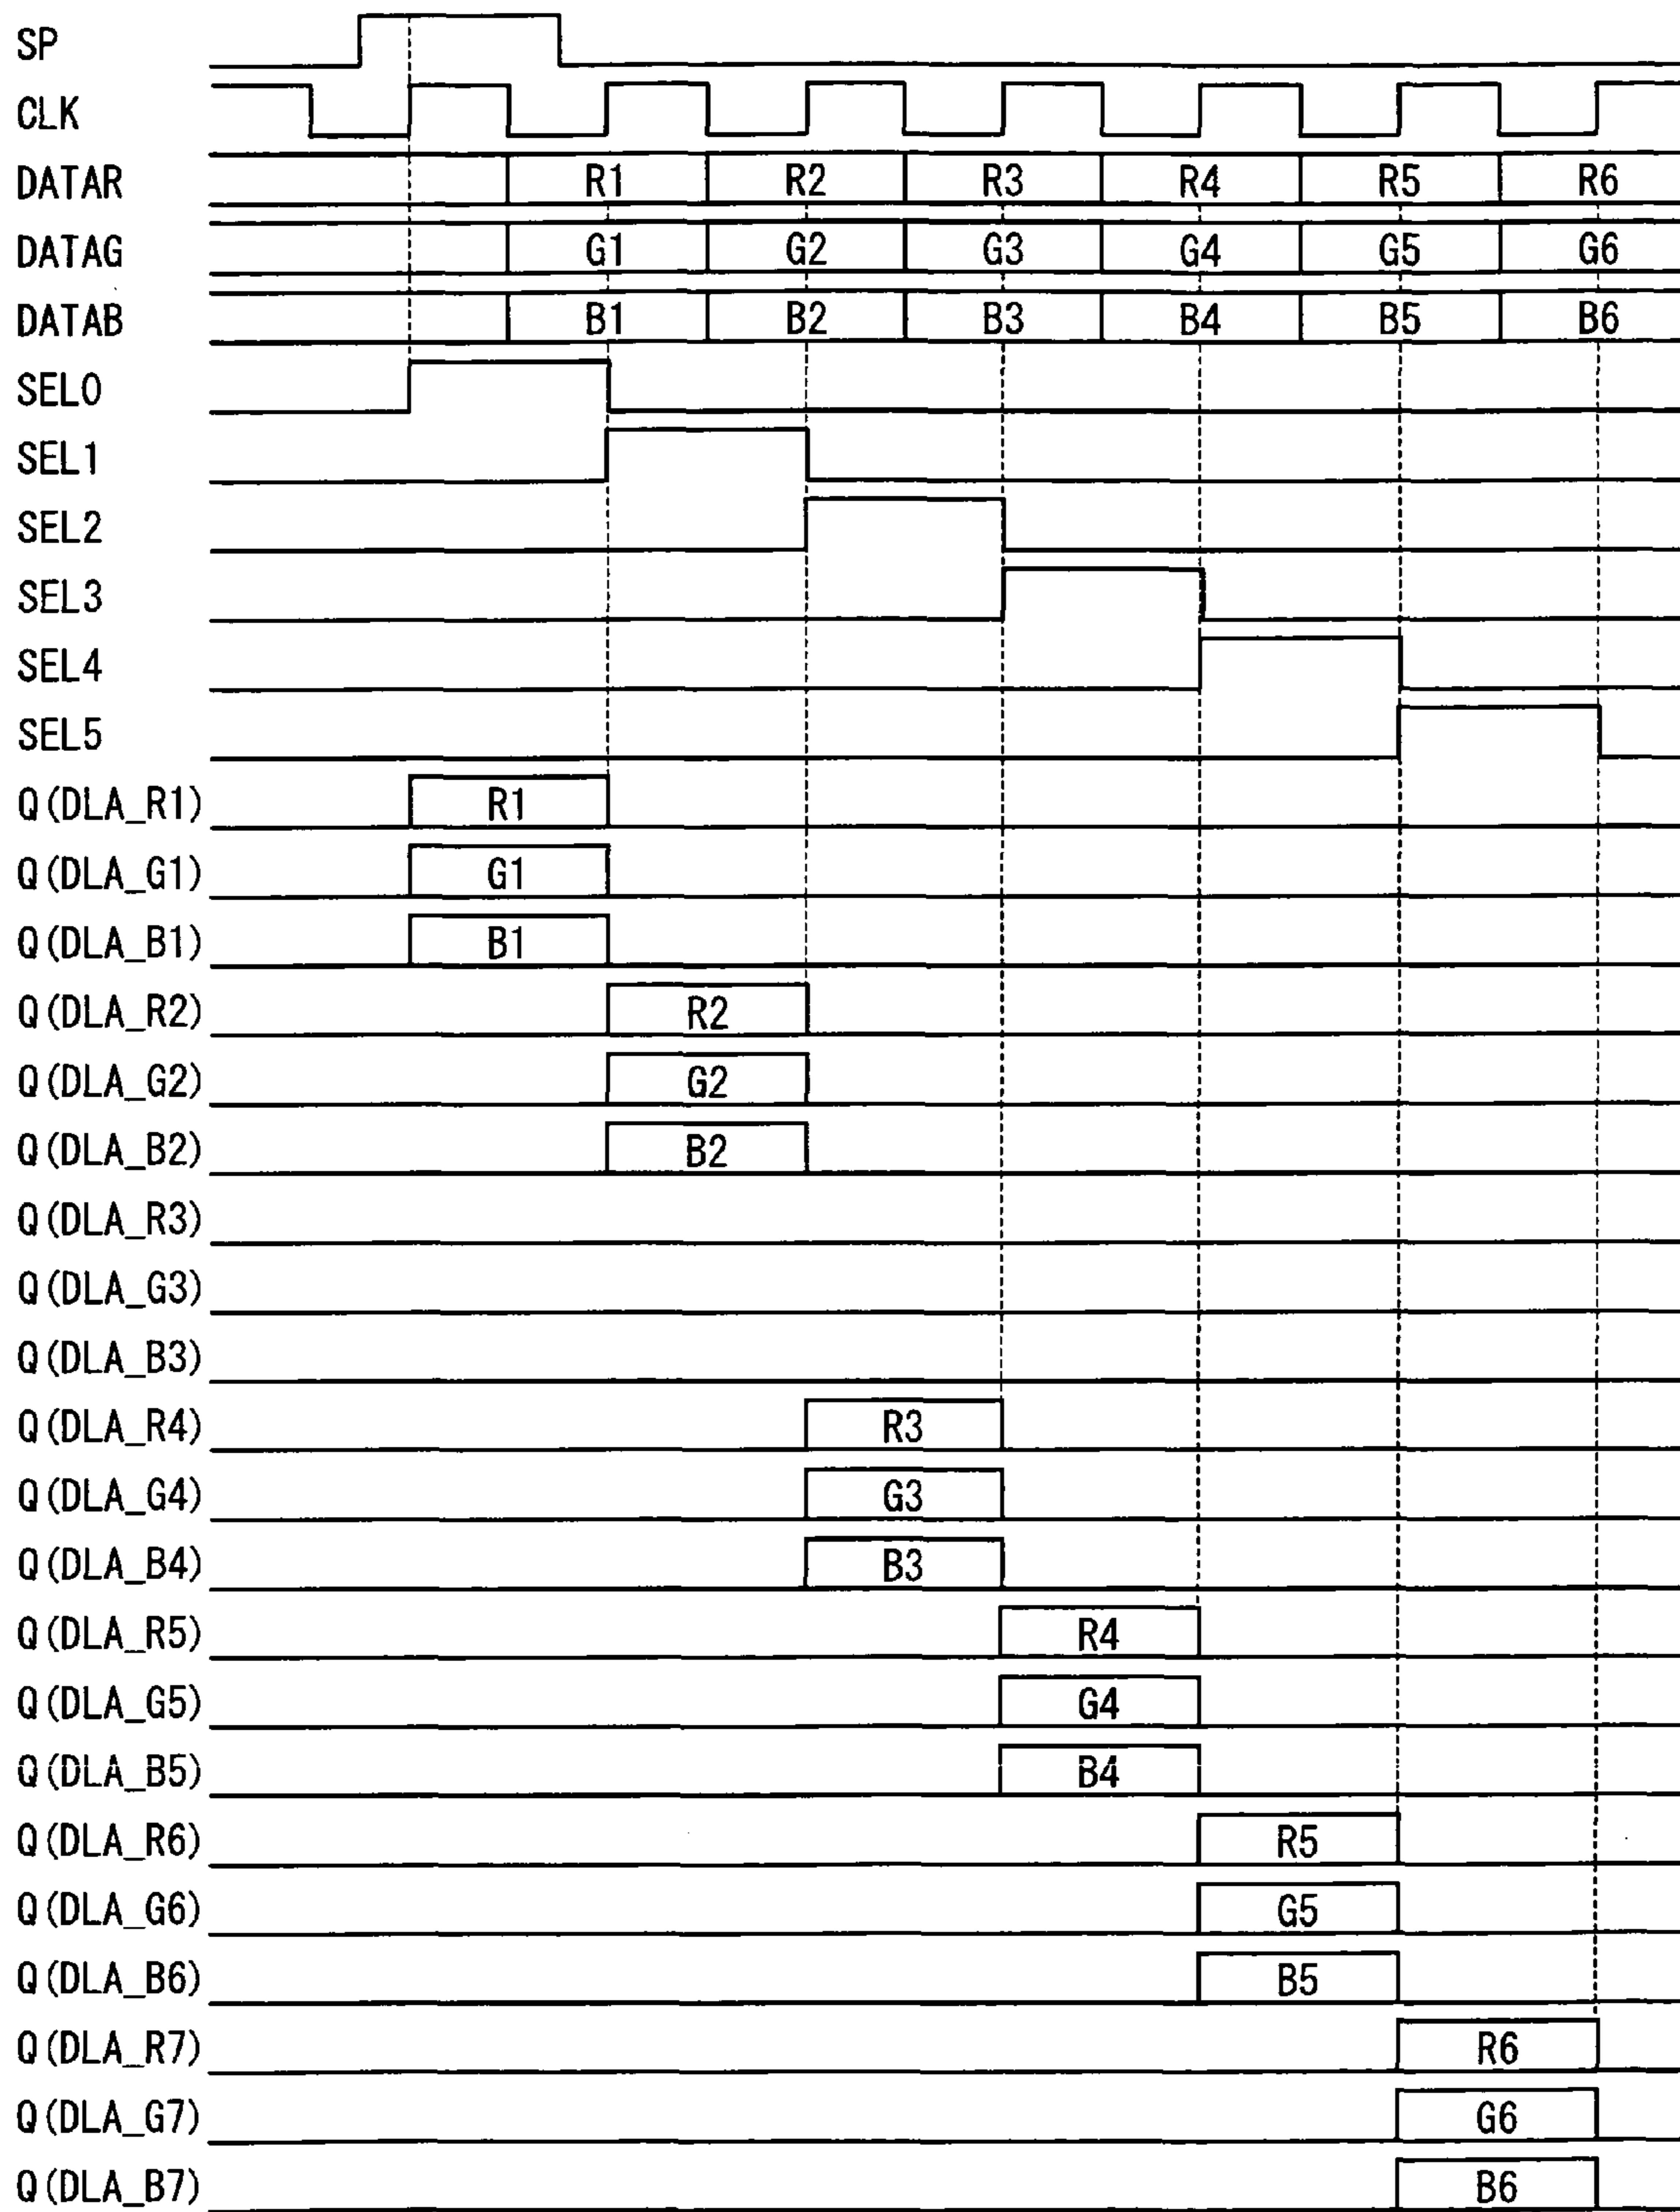 SP
CLK
DATAR R1 R2 R3 R4 R5 R6
DATAG G1 G2 G3 G4 G5 G6
DATAB B1 B2 B3 B4 B5 B6
SEL0
SEL1
SEL2
SEL3
SEL4
SEL5
Q(DLA_R1) R1
Q(DLA_G1) G1
Q(DLA_B1) B1
Q(DLA_R2) R2
Q(DLA_G2) G2
Q(DLA_B2) B2
Q(DLA_R3)
Q(DLA_G3)
Q(DLA_B3)
Q(DLA_R4) R3
Q(DLA_G4) G3
Q(DLA_B4) B3
Q(DLA_R5) R4
Q(DLA_G5) G4
Q(DLA_B5) B4
Q(DLA_R6) R5
Q(DLA_G6) G5
Q(DLA_B6) B5
Q(DLA_R7) R6
Q(DLA_G7) G6
Q(DLA_B7) B6